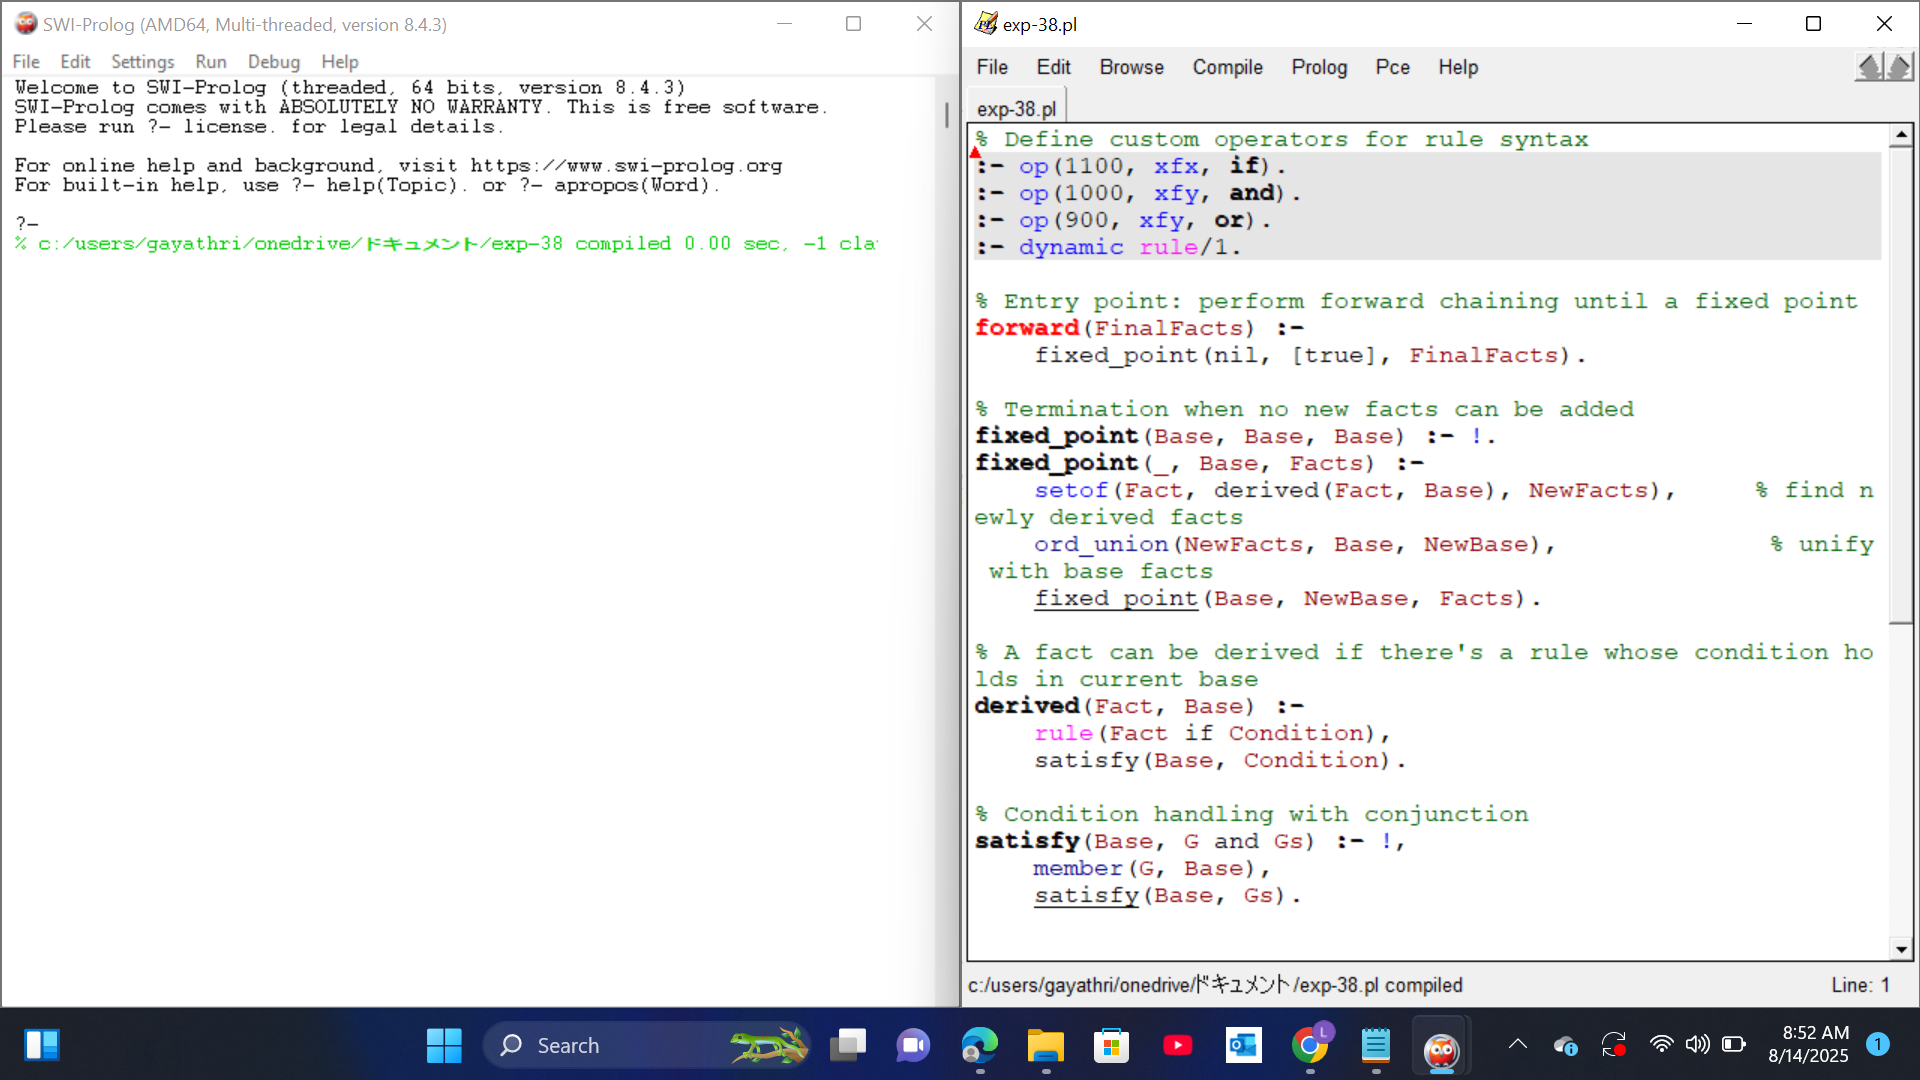 SWI-Prolog (AMD64, Multi-threaded, version 8.4.3)
File Edit Settings Run Debug Help
Welcome to SWI-Prolog (threaded, 64 bits, version 8.4.3)
SWI-Prolog comes with ABSOLUTELY NO WARRANTY. This is free software.
Please run ?- license. for legal details.
For online help and background, visit https://www.swi-prolog.org
For built-in help, use ?- help(Topic). or ?- apropos(Word).
?-
% c:/users/gayathri/onedrive/ドキュメント/exp-38 compiled 0.00 sec, -1 cla
exp-38.pl
File Edit Browse Compile Prolog Pce Help
exp-38.pl
% Define custom operators for rule syntax
:- op(1100, xfx, if).
:- op(1000, xfy, and).
:- op(900, xfy, or).
:- dynamic rule/1.
% Entry point: perform forward chaining until a fixed point
forward(FinalFacts) :-
fixed_point(nil, [true], FinalFacts).
% Termination when no new facts can be added
fixed_point(Base, Base, Base) :- !.
fixed_point(_, Base, Facts) :-
setof(Fact, derived(Fact, Base), NewFacts), % find n
ewly derived facts
ord_union(NewFacts, Base, NewBase), % unify
with base facts
fixed_point(Base, NewBase, Facts).
% A fact can be derived if there's a rule whose condition ho
lds in current base
derived(Fact, Base) :-
rule(Fact if Condition),
satisfy(Base, Condition).
% Condition handling with conjunction
satisfy(Base, G and Gs) :- !,
member(G, Base),
satisfy(Base, Gs).
c:/users/gayathri/onedrive/ドキュメント/exp-38.pl compiled
Line: 1
Search
L
8:52 AM
8/14/2025
1